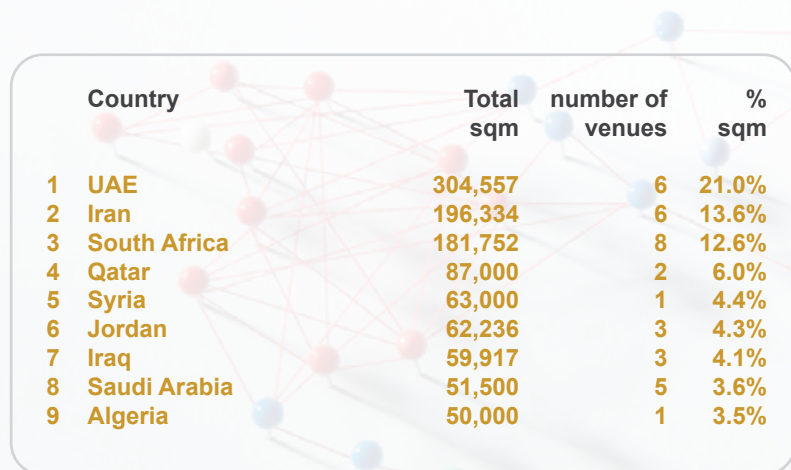 Country Total number of %
sqm venues sqm
1 UAE 304,557 6 21.0%
2 Iran 196,334 6 13.6%
3 South Africa 181,752 8 12.6%
4 Qatar 87,000 2 6.0%
5 Syria 63,000 1 4.4%
6 Jordan 62,236 3 4.3%
7 Iraq 59,917 3 4.1%
8 Saudi Arabia 51,500 5 3.6%
9 Algeria 50,000 1 3.5%